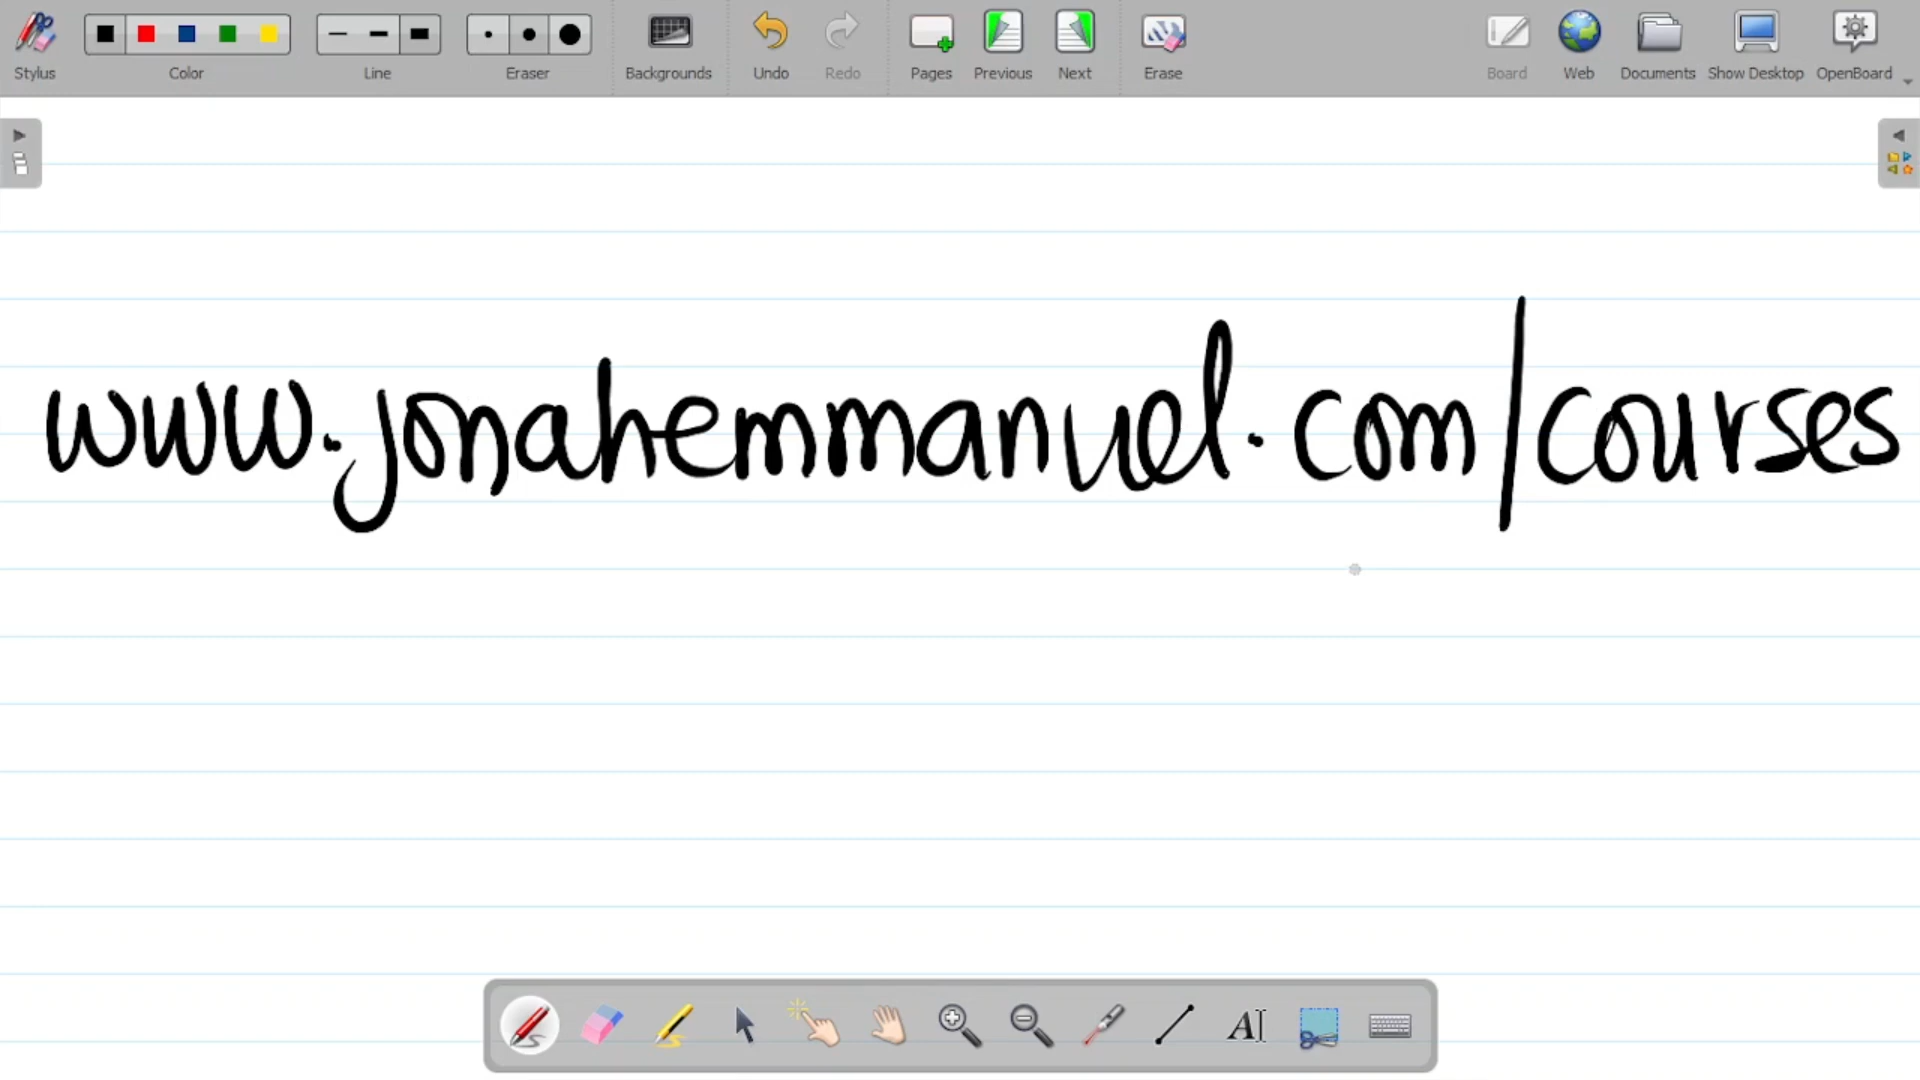 Stylus Color Line Eraser Backgrounds Undo Redo Pages Previous Next Erase Board Web Documents Show Desktop OpenBoard
www.jonahemmanuel.com/courses